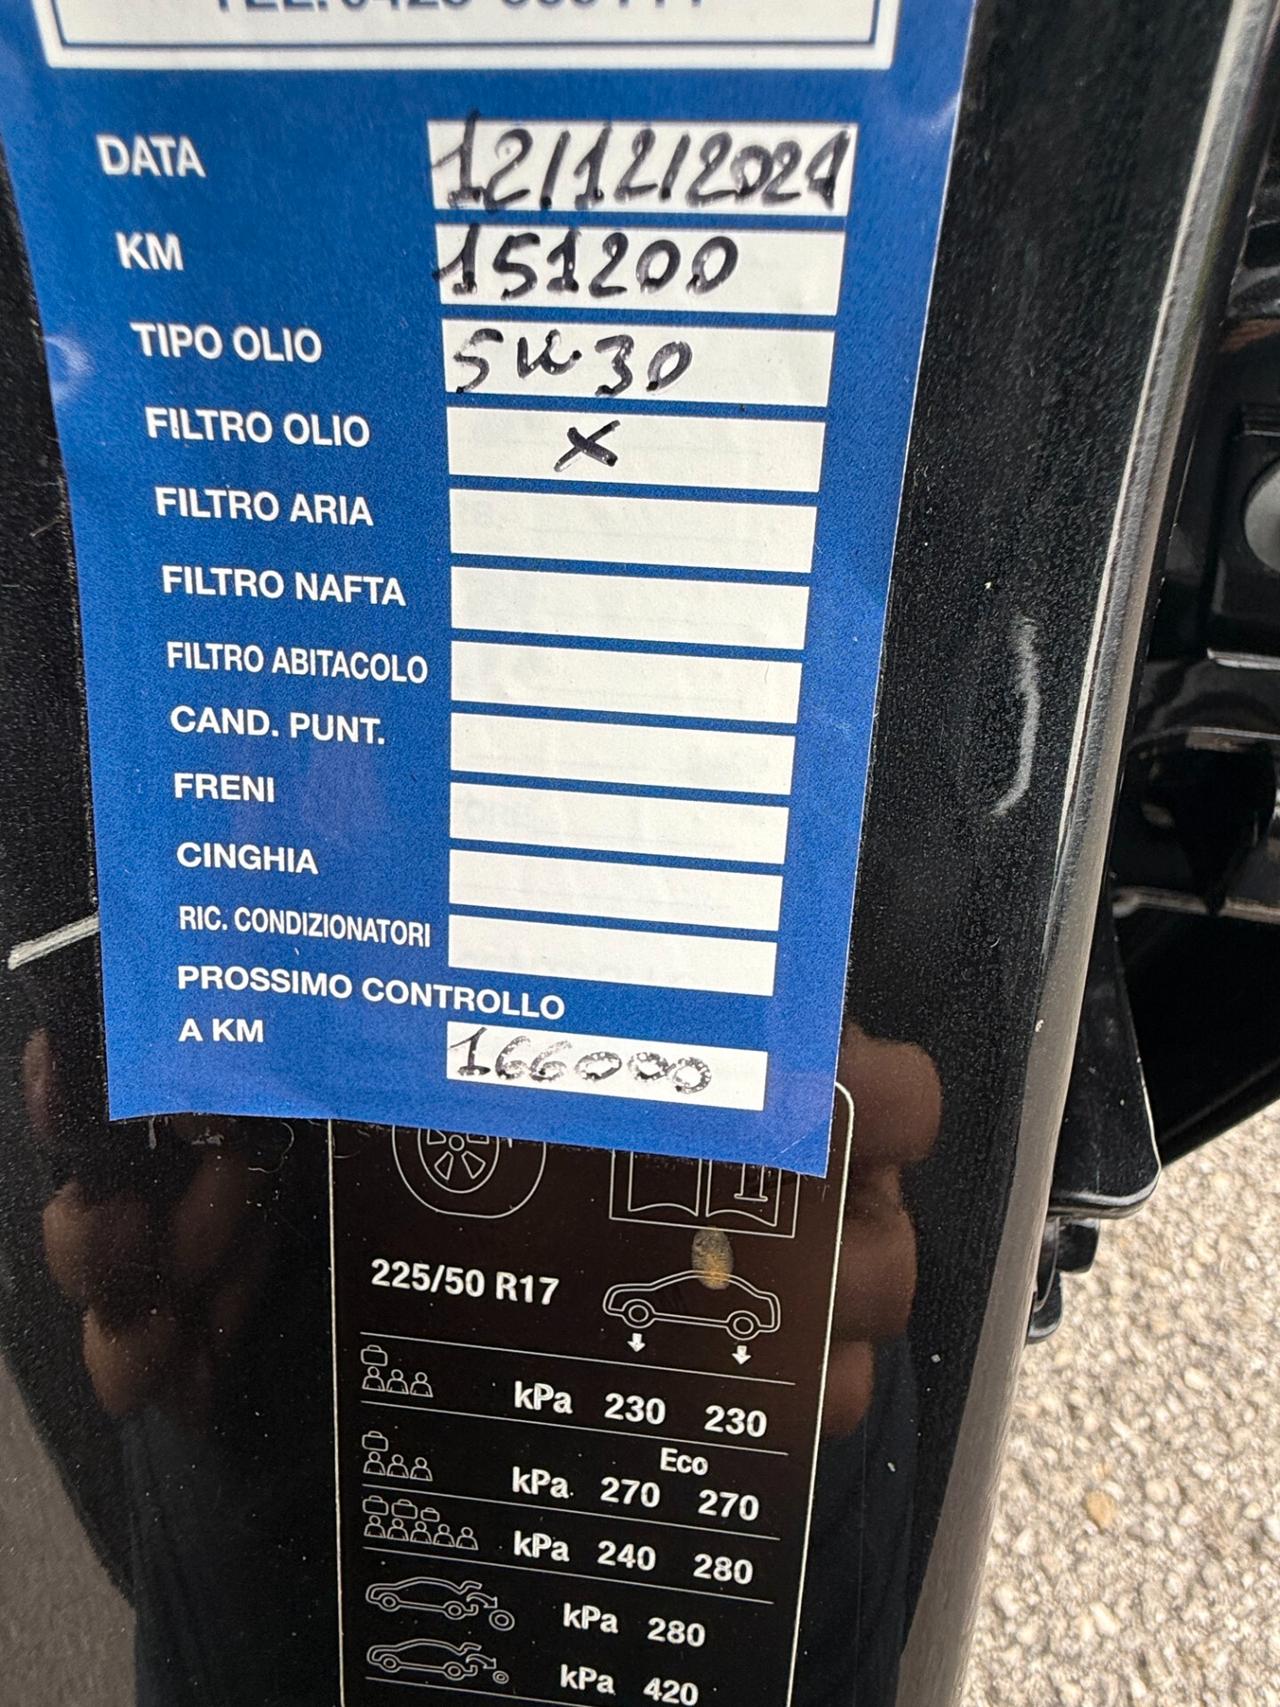 DATA 12/12/2024
KM 151200
TIPO OLIO 5W30
FILTRO OLIO X
FILTRO ARIA
FILTRO NAFTA
FILTRO ABITACOLO
CAND. PUNT.
FRENI
CINGHIA
RIC. CONDIZIONATORI
PROSSIMO CONTROLLO
A KM 166000
225/50 R17
kPa 230 230
Eco
kPa 270 270
kPa 240 280
kPa 280
kPa 420